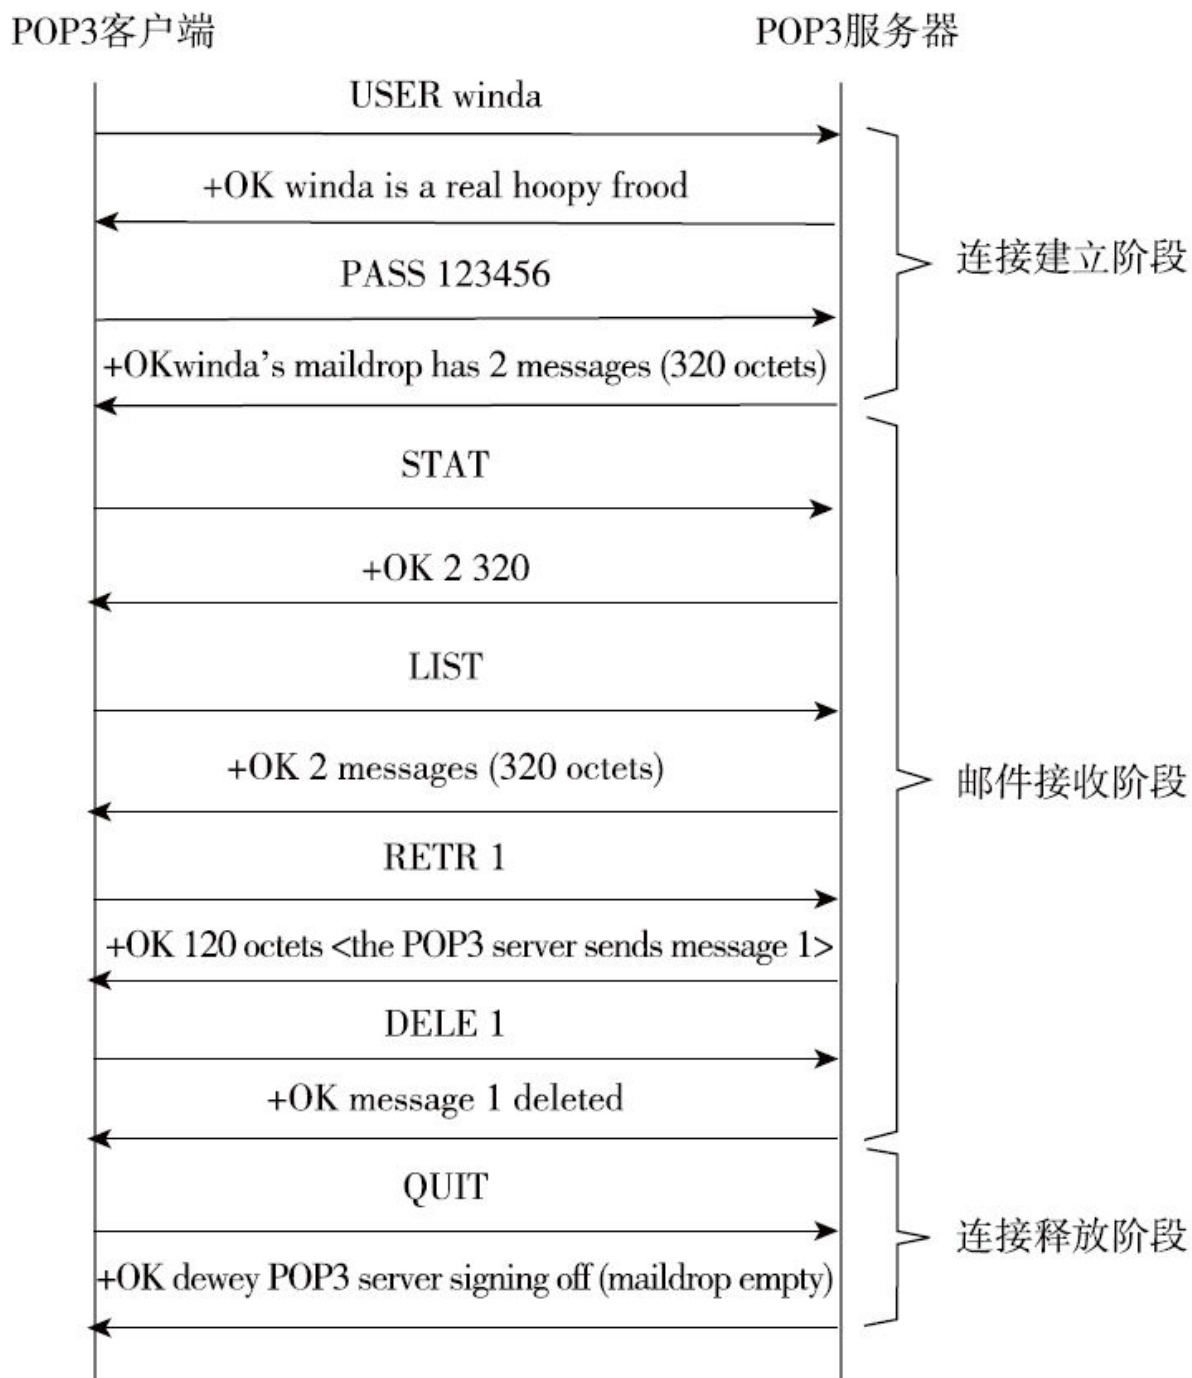 POP3客户端
POP3服务器
USER winda
+OK winda is a real hoopy frood
PASS 123456
+OKwinda’s maildrop has 2 messages (320 octets)
连接建立阶段
STAT
+OK 2 320
LIST
+OK 2 messages (320 octets)
RETR 1
+OK 120 octets <the POP3 server sends message 1>
DELE 1
+OK message 1 deleted
邮件接收阶段
QUIT
+OK dewey POP3 server signing off (maildrop empty)
连接释放阶段